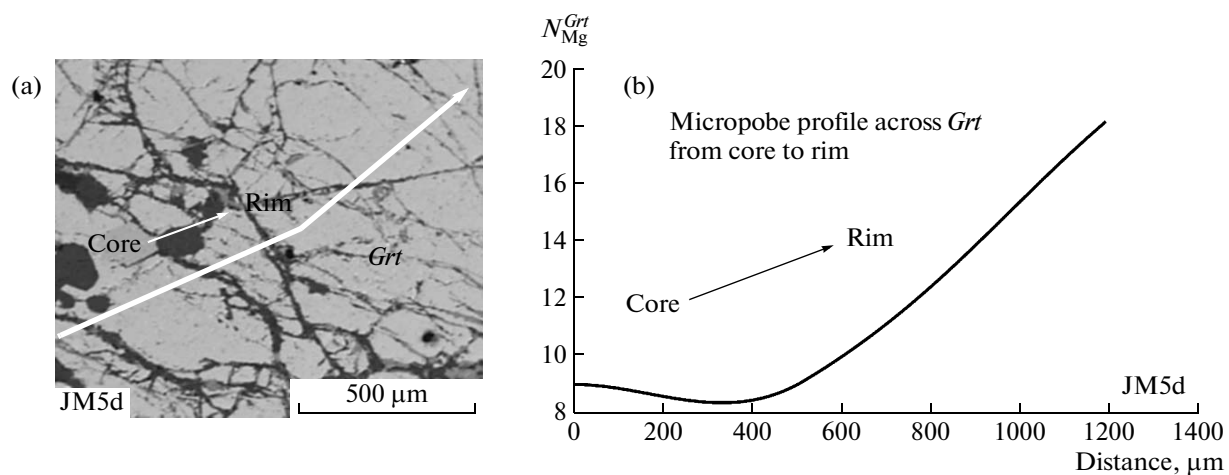 (a)
Rim
Core
Grt
JM5d
500 µm
N^{Grt}_{Mg}
20
(b)
18
Micropobe profile across Grt
from core to rim
16
14
Rim
12
Core
10
8
JM5d
0 200 400 600 800 1000 1200 1400
Distance, µm